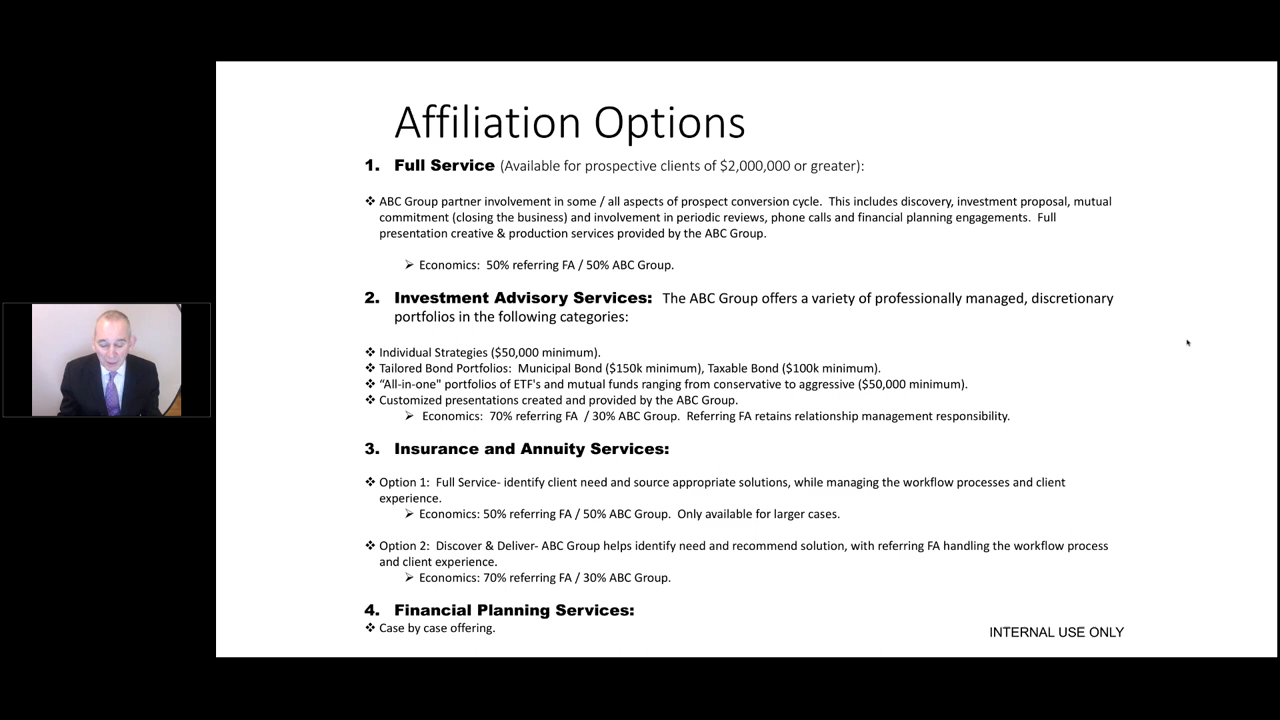 Affiliation Options
1. Full Service (Available for prospective clients of $2,000,000 or greater):
❖ ABC Group partner involvement in some / all aspects of prospect conversion cycle.  This includes discovery, investment proposal, mutual
commitment (closing the business) and involvement in periodic reviews, phone calls and financial planning engagements.  Full
presentation creative & production services provided by the ABC Group.
➢ Economics:  50% referring FA / 50% ABC Group.
2. Investment Advisory Services:  The ABC Group offers a variety of professionally managed, discretionary
portfolios in the following categories:
❖ Individual Strategies ($50,000 minimum).
❖ Tailored Bond Portfolios:  Municipal Bond ($150k minimum), Taxable Bond ($100k minimum).
❖ “All-in-one" portfolios of ETF's and mutual funds ranging from conservative to aggressive ($50,000 minimum).
❖ Customized presentations created and provided by the ABC Group.
➢ Economics:  70% referring FA  / 30% ABC Group.  Referring FA retains relationship management responsibility.
3. Insurance and Annuity Services:
❖ Option 1:  Full Service- identify client need and source appropriate solutions, while managing the workflow processes and client
experience.
➢ Economics: 50% referring FA / 50% ABC Group.  Only available for larger cases.
❖ Option 2:  Discover & Deliver- ABC Group helps identify need and recommend solution, with referring FA handling the workflow process
and client experience.
➢ Economics: 70% referring FA / 30% ABC Group.
4. Financial Planning Services:
❖ Case by case offering.
INTERNAL USE ONLY